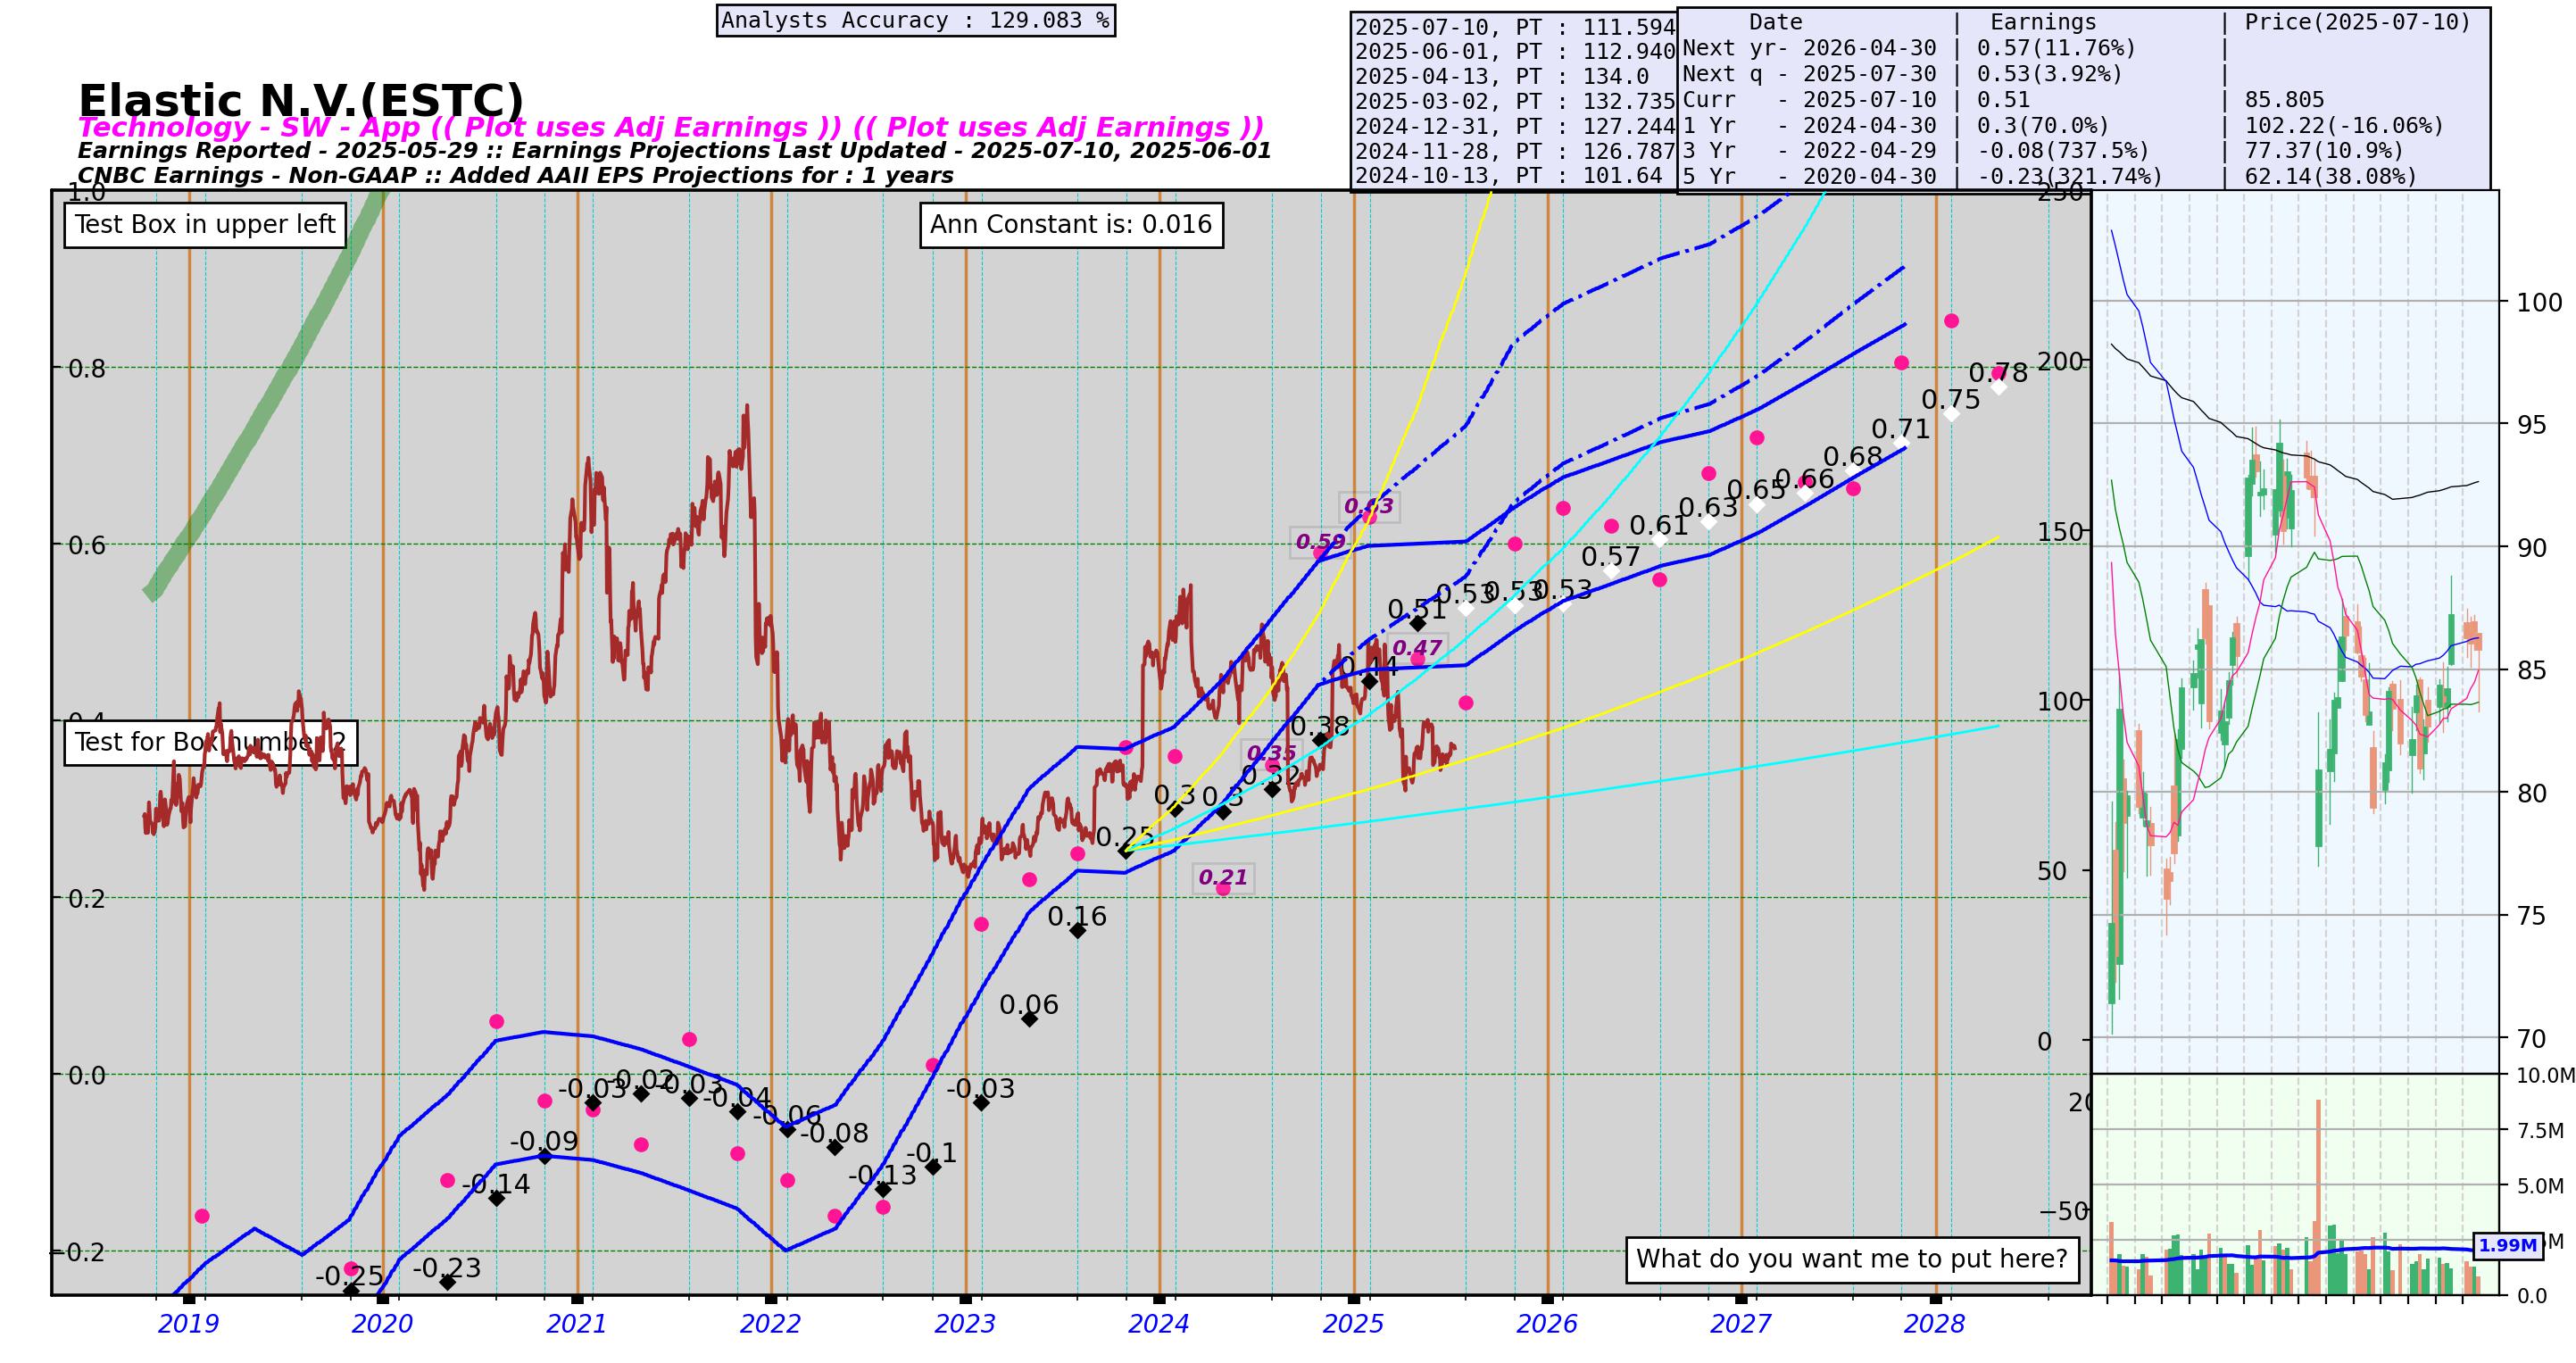 Analysts Accuracy : 129.083 %
2025-07-10, PT : 111.594
2025-06-01, PT : 112.940
2025-04-13, PT : 134.0
2025-03-02, PT : 132.735
2024-12-31, PT : 127.244
2024-11-28, PT : 126.787
2024-10-13, PT : 101.64
Date | Earnings | Price(2025-07-10)
Next yr- 2026-04-30 | 0.57(11.76%) |
Next q - 2025-07-30 | 0.53(3.92%) |
Curr - 2025-07-10 | 0.51 | 85.805
1 Yr - 2024-04-30 | 0.3(70.0%) | 102.22(-16.06%)
3 Yr - 2022-04-29 | -0.08(737.5%) | 77.37(10.9%)
5 Yr - 2020-04-30 | -0.23(321.74%) | 62.14(38.08%)
Elastic N.V.(ESTC)
Technology - SW - App (( Plot uses Adj Earnings )) (( Plot uses Adj Earnings ))
Earnings Reported - 2025-05-29 :: Earnings Projections Last Updated - 2025-07-10, 2025-06-01
CNBC Earnings - Non-GAAP :: Added AAII EPS Projections for : 1 years
Test Box in upper left
Ann Constant is: 0.016
Test for Box number 2
What do you want me to put here?
1.0
0.8
0.6
0.4
0.2
0.0
−0.2
-0.25
-0.23
-0.14
-0.09
-0.03
-0.02
-0.03
-0.04
-0.06
-0.08
-0.13
-0.1
-0.03
0.06
0.16
0.25
0.3
0.3
0.32
0.38
0.44
0.51
0.53
0.53
0.53
0.57
0.61
0.63
0.65
0.66
0.68
0.71
0.75
0.78
0.21
0.35
0.59
0.63
0.47
250
200
150
100
50
0
−50
20
100
95
90
85
80
75
70
10.0M
7.5M
5.0M
0.0
1.99M
2019
2020
2021
2022
2023
2024
2025
2026
2027
2028